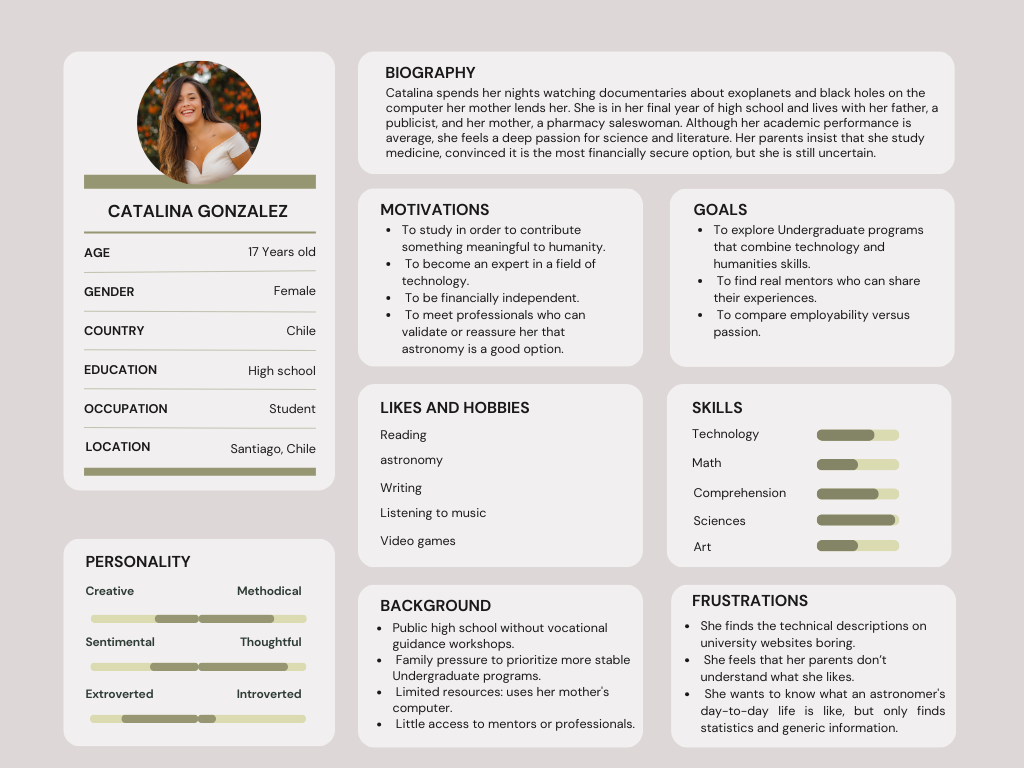 CATALINA GONZALEZ
AGE 17 Years old
GENDER Female
COUNTRY Chile
EDUCATION High school
OCCUPATION Student
LOCATION Santiago, Chile
PERSONALITY
Creative Methodical
Sentimental Thoughtful
Extroverted Introverted
BIOGRAPHY
Catalina spends her nights watching documentaries about exoplanets and black holes on the
computer her mother lends her. She is in her final year of high school and lives with her father, a
publicist, and her mother, a pharmacy saleswoman. Although her academic performance is
average, she feels a deep passion for science and literature. Her parents insist that she study
medicine, convinced it is the most financially secure option, but she is still uncertain.
MOTIVATIONS
• To study in order to contribute
something meaningful to humanity.
• To become an expert in a field of
technology.
• To be financially independent.
• To meet professionals who can
validate or reassure her that
astronomy is a good option.
GOALS
• To explore Undergraduate programs
that combine technology and
humanities skills.
• To find real mentors who can share
their experiences.
• To compare employability versus
passion.
LIKES AND HOBBIES
Reading
astronomy
Writing
Listening to music
Video games
SKILLS
Technology
Math
Comprehension
Sciences
Art
BACKGROUND
• Public high school without vocational
guidance workshops.
• Family pressure to prioritize more stable
Undergraduate programs.
• Limited resources: uses her mother's
computer.
• Little access to mentors or professionals.
FRUSTRATIONS
• She finds the technical descriptions on
university websites boring.
• She feels that her parents don’t
understand what she likes.
• She wants to know what an astronomer's
day-to-day life is like, but only finds
statistics and generic information.